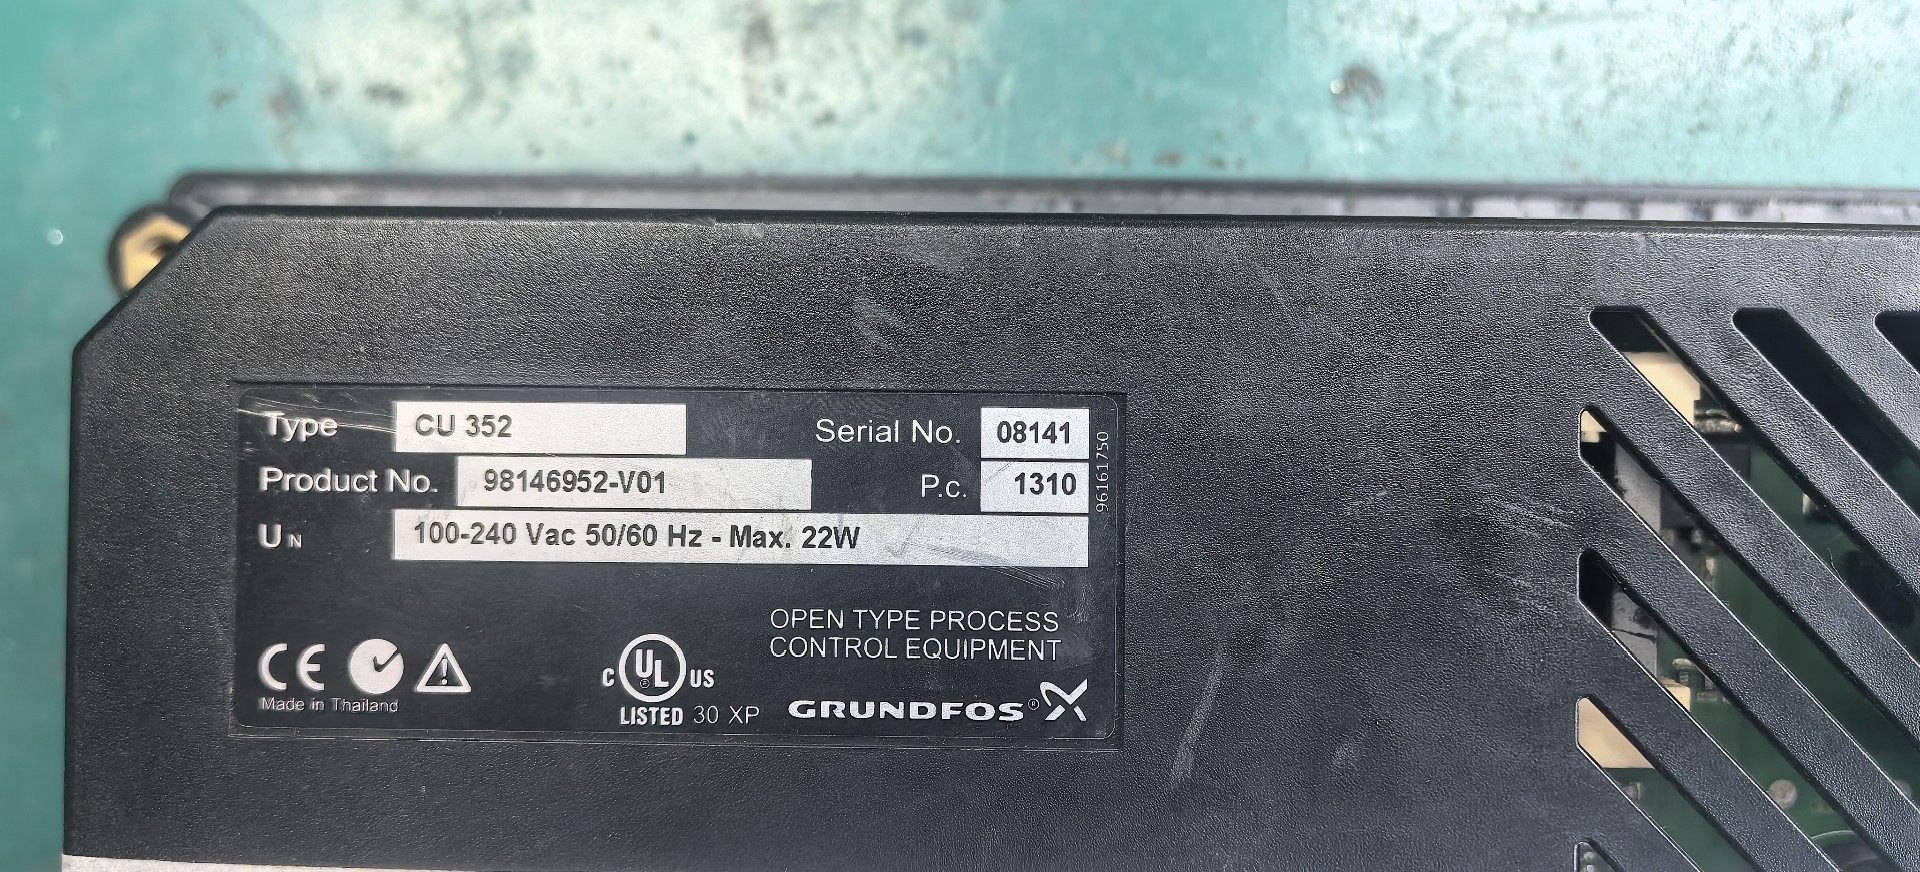 Type CU 352 Serial No. 08141
Product No. 98146952-V01 P.c. 1310
UN 100-240 Vac 50/60 Hz - Max. 22W
96161750
OPEN TYPE PROCESS
CONTROL EQUIPMENT
CE
Made in Thailand
C UL ® US
LISTED 30 XP
GRUNDFOS®